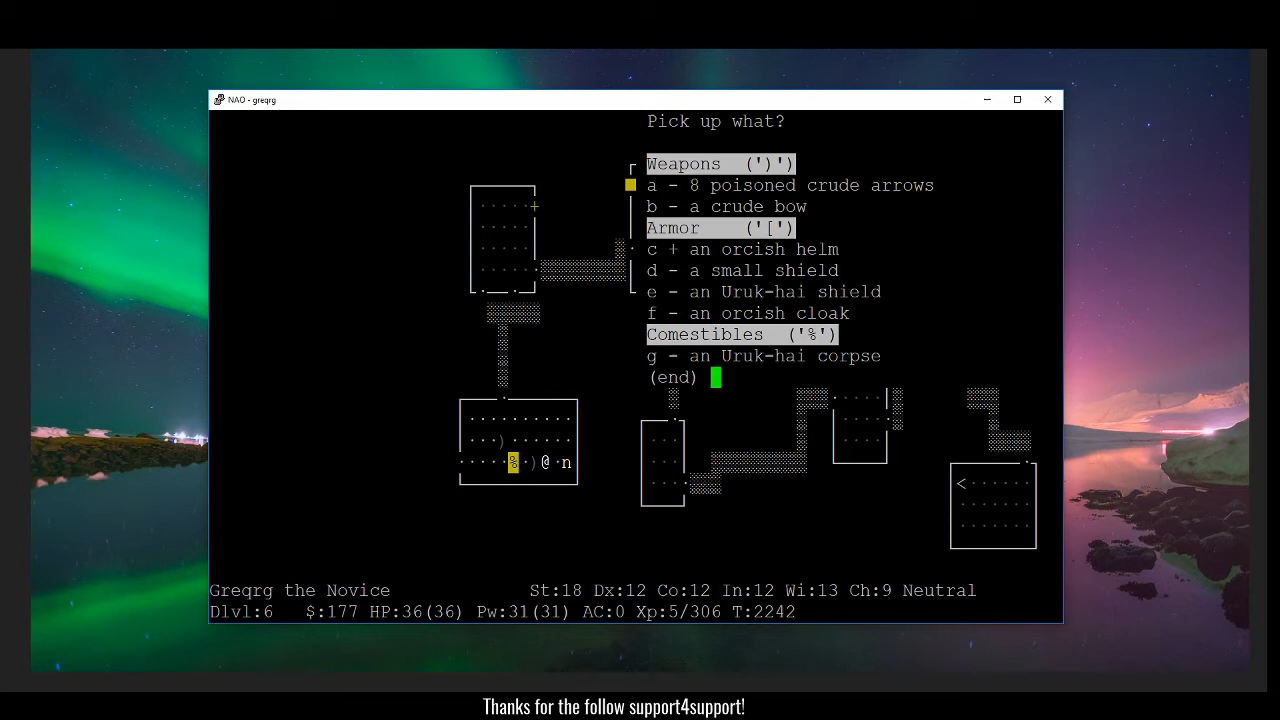 NAO - greqrg
Pick up what?
Weapons (')')
a - 8 poisoned crude arrows
b - a crude bow
Armor ('[')
c + an orcish helm
d - a small shield
e - an Uruk-hai shield
f - an orcish cloak
Comestibles ('%')
g - an Uruk-hai corpse
(end)
Greqrg the Novice St:18 Dx:12 Co:12 In:12 Wi:13 Ch:9 Neutral
Dlvl:6 $:177 HP:36(36) Pw:31(31) AC:0 Xp:5/306 T:2242
Thanks for the follow support4support!